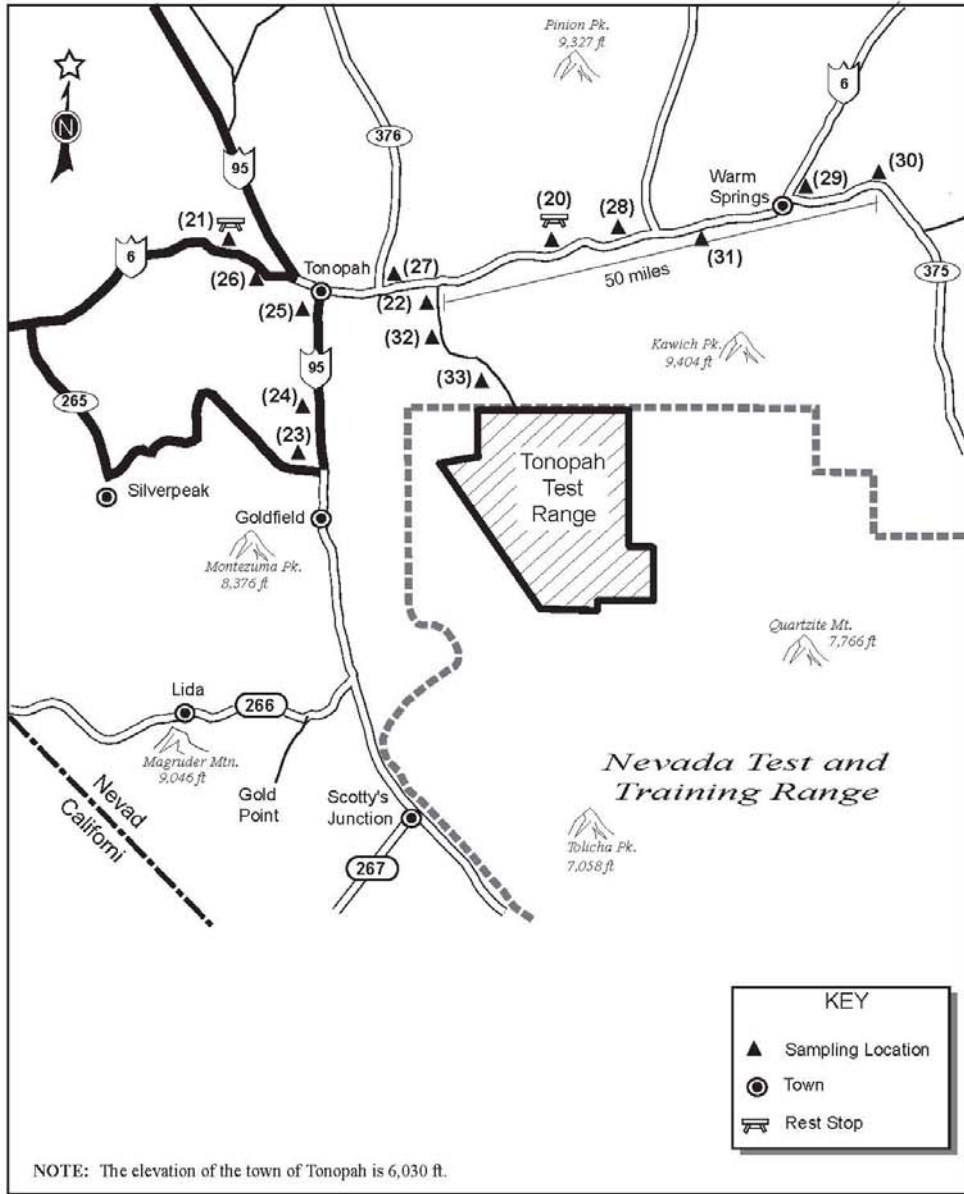 Pinion Pk.
9,327 ft
N
6
376
95
Warm
Springs
(29)
(30)
(21)
(20)
(28)
6
(26)
Tonopah
(27)
(31)
50 miles
375
(25)
(22)
(32)
Kawich Pk.
9,404 ft
95
(33)
265
(24)
(23)
Tonopah
Test
Range
Silverpeak
Goldfield
Montezuma Pk.
8,376 ft
Quartzite Mt.
7,766 ft
Lida
266
Magruder Mtn.
9,046 ft
Gold
Point
Nevad
Californi
Scotty's
Junction
267
Nevada Test and
Training Range
Tolicha Pk.
7,058 ft
KEY
Sampling Location
Town
Rest Stop
NOTE: The elevation of the town of Tonopah is 6,030 ft.